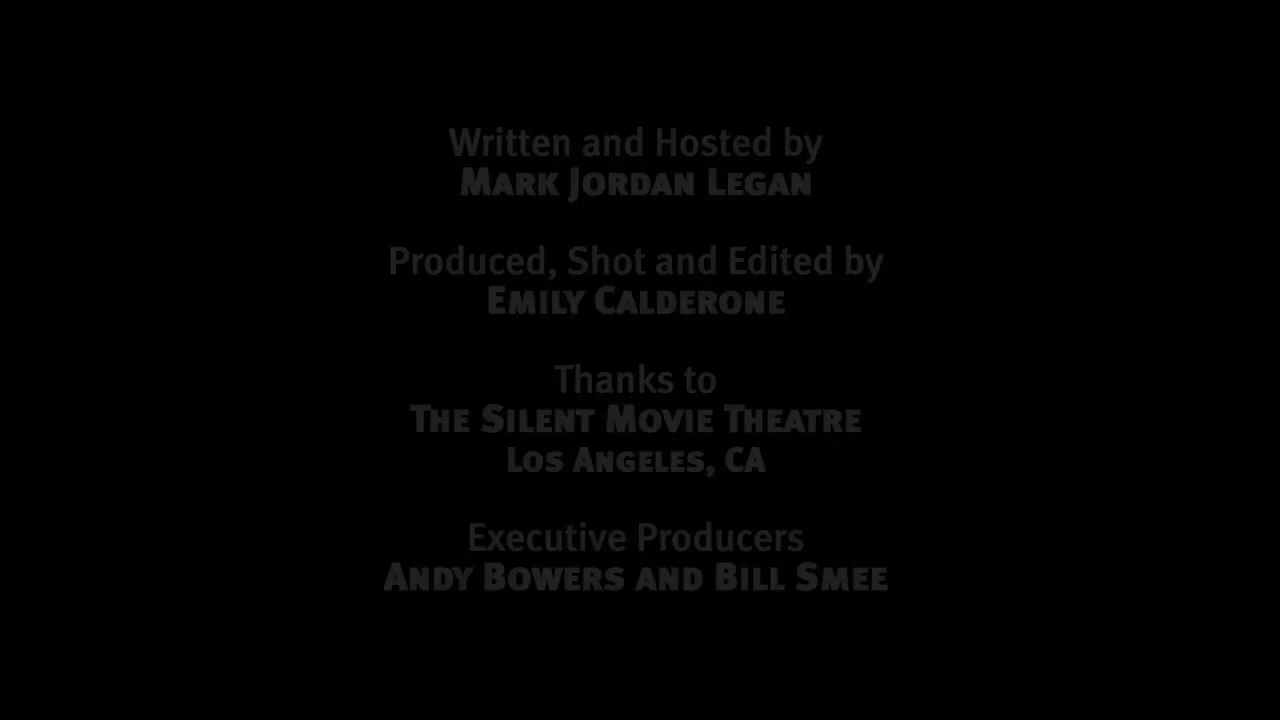 Written and Hosted by
Mark Jordan Legan
Produced, Shot and Edited by
Emily Calderone
Thanks to
The Silent Movie Theatre
Los Angeles, CA
Executive Producers
Andy Bowers and Bill Smee